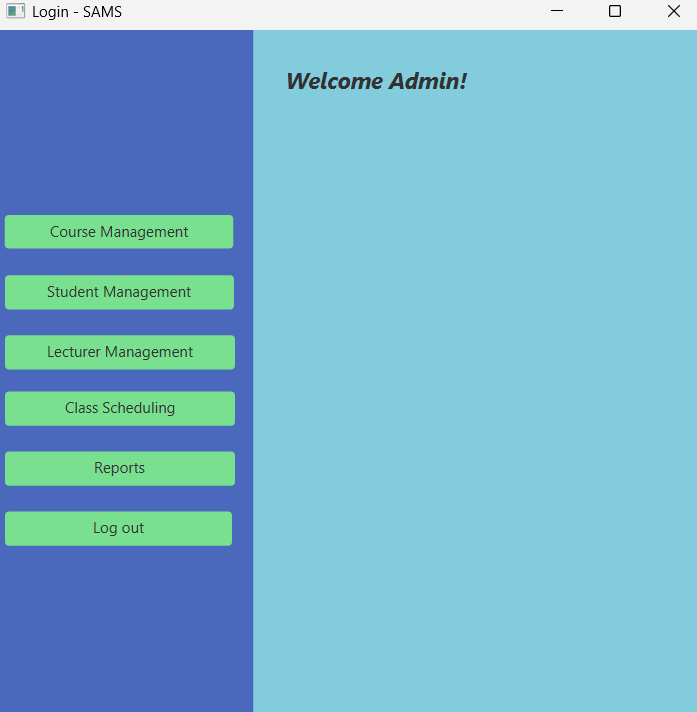 Login - SAMS
Welcome Admin!
Course Management
Student Management
Lecturer Management
Class Scheduling
Reports
Log out